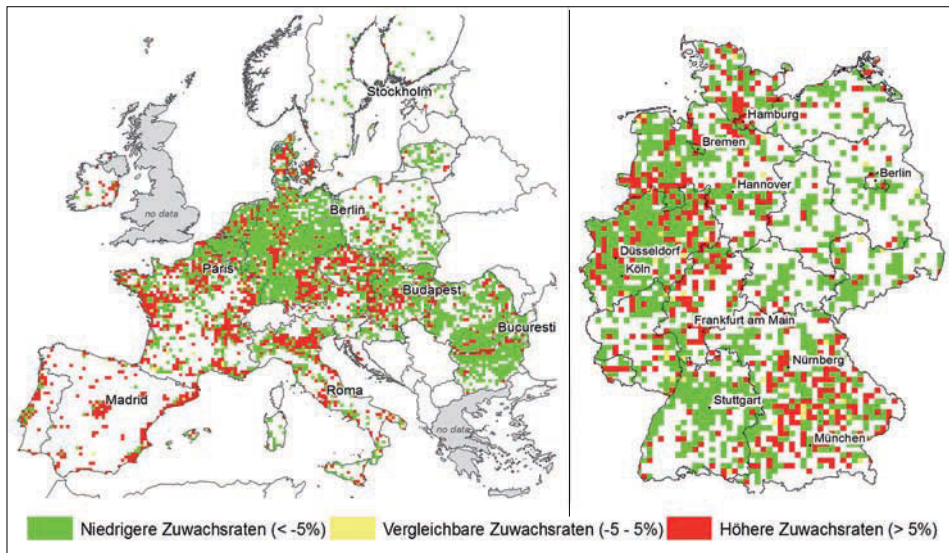 Stockholm
no data
Berlin
Paris
Budapest
Bucuresti
Madrid
Roma
no data
Hamburg
Bremen
Berlin
Hannover
Düsseldorf
Köln
Frankfurt am Main
Nürnberg
Stuttgart
München
Niedrigere Zuwachsraten (< -5%) Vergleichbare Zuwachsraten (-5 - 5%) Höhere Zuwachsraten (> 5%)